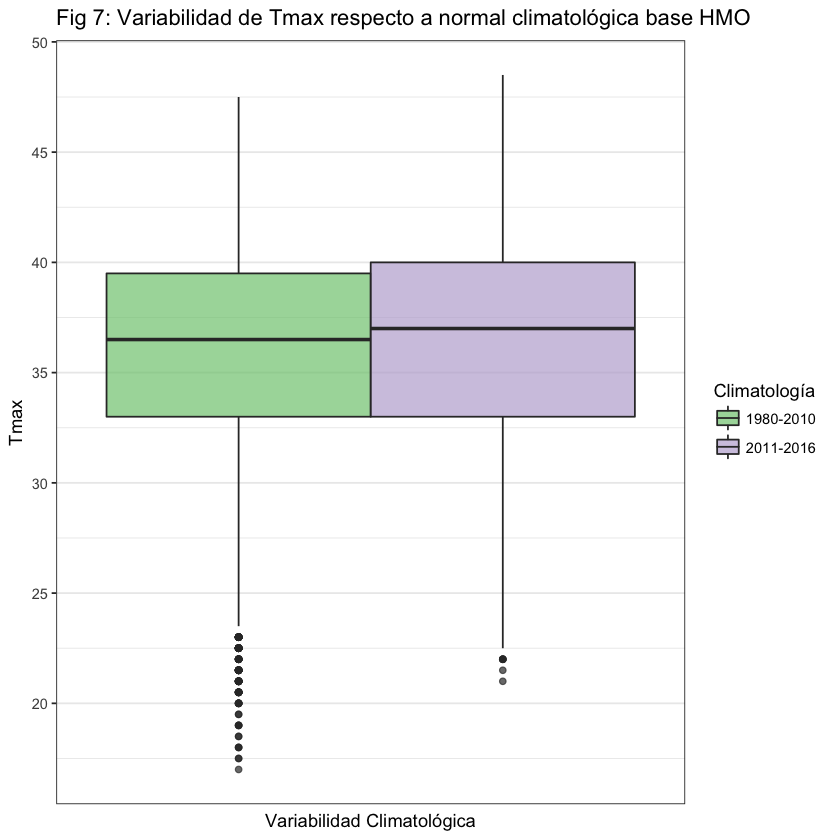 Fig 7: Variabilidad de Tmax respecto a normal climatológica base HMO
50
45
40
35
30
25
20
Tmax
Variabilidad Climatológica
Climatología
1980-2010
2011-2016